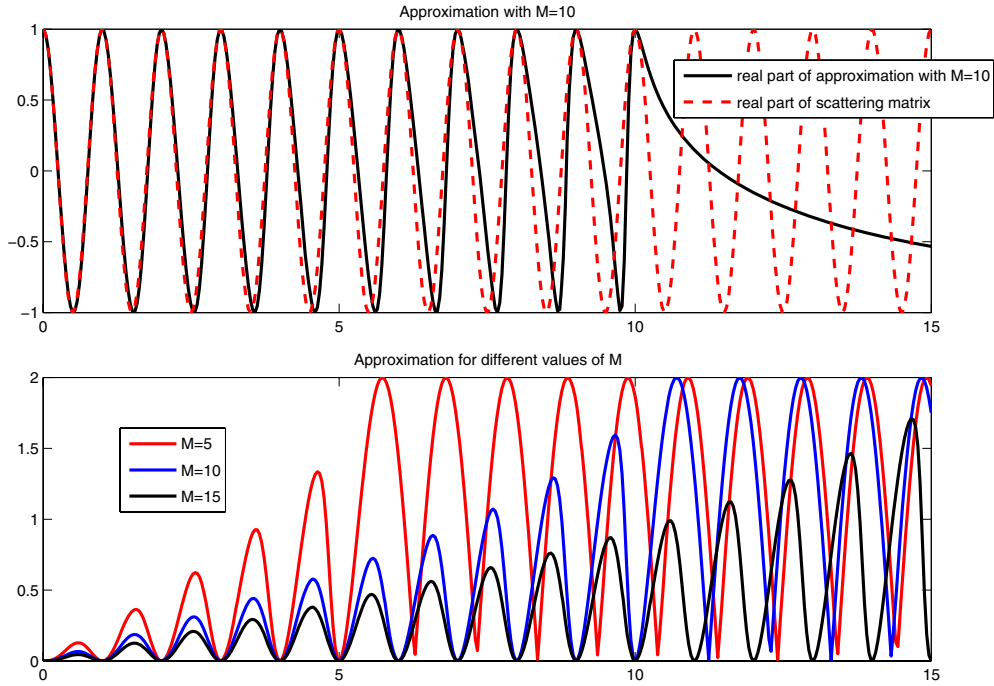 Approximation with M=10
1
0.5
0
−0.5
−1
0
5
10
15
real part of approximation with M=10
real part of scattering matrix
Approximation for different values of M
2
1.5
1
0.5
0
0
5
10
15
M=5
M=10
M=15